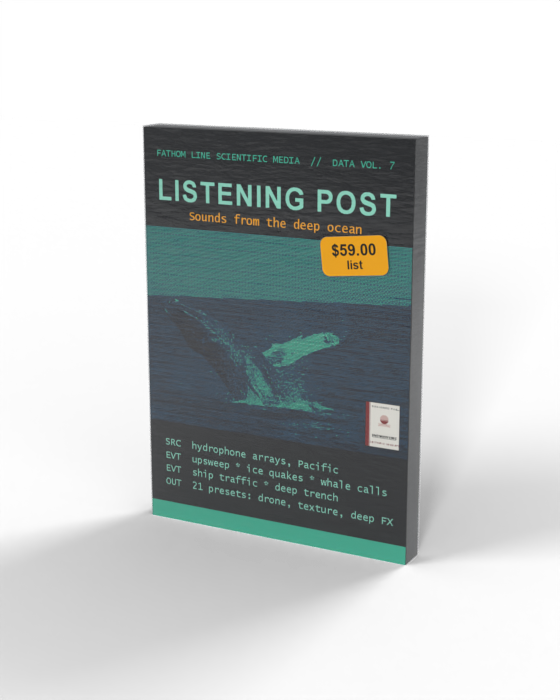 FATHOM LINE SCIENTIFIC MEDIA // DATA VOL. 7
LISTENING POST
Sounds from the deep ocean
$59.00
list
SRC hydrophone arrays, Pacific
EVT upsweep * ice quakes * whale calls
EVT ship traffic * deep trench
OUT 21 presets: drone, texture, deep FX